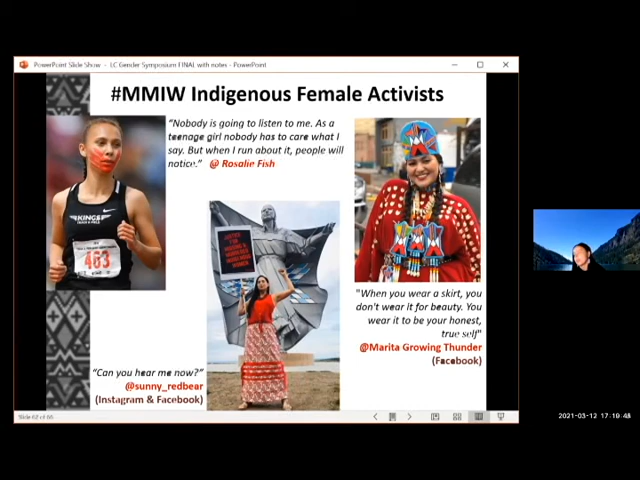 PowerPoint Slide Show - LC Gender Symposium FINAL with notes - PowerPoint
#MMIW Indigenous Female Activists
"Nobody is going to listen to me. As a
teenage girl nobody has to care what I
say. But when I run about it, people will
notice." @ Rosalie Fish
KINGS
463
JUSTICE
FOR
WOMEN
"When you wear a skirt, you
don't wear it for beauty. You
wear it to be your honest,
true self"
@Marita Growing Thunder
(Facebook)
"Can you hear me now?"
@sunny_redbear
(Instagram & Facebook)
Slide 62 of 86
2021-03-12 17:19:48